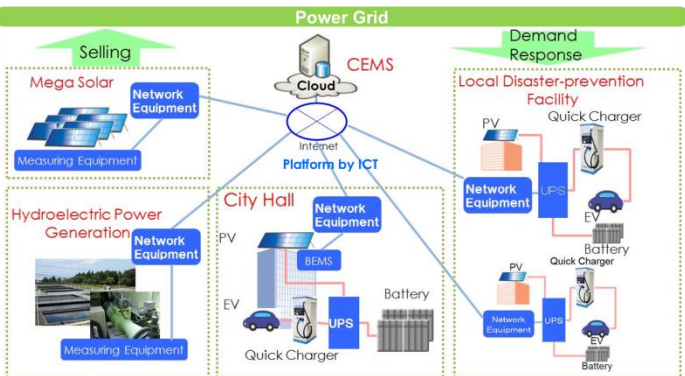 Power Grid
Selling
Demand
Response
CEMS
Cloud
Internet
Platform by ICT
Mega Solar
Network
Equipment
Measuring Equipment
Hydroelectric Power
Generation
Network
Equipment
Measuring Equipment
City Hall
Network
Equipment
PV
BEMS
EV
UPS
Battery
Quick Charger
Local Disaster-prevention
Facility
PV
Quick Charger
Network
Equipment
UPS
EV
Battery
Quick Charger
PV
Network
Equipment
UPS
EV
Battery